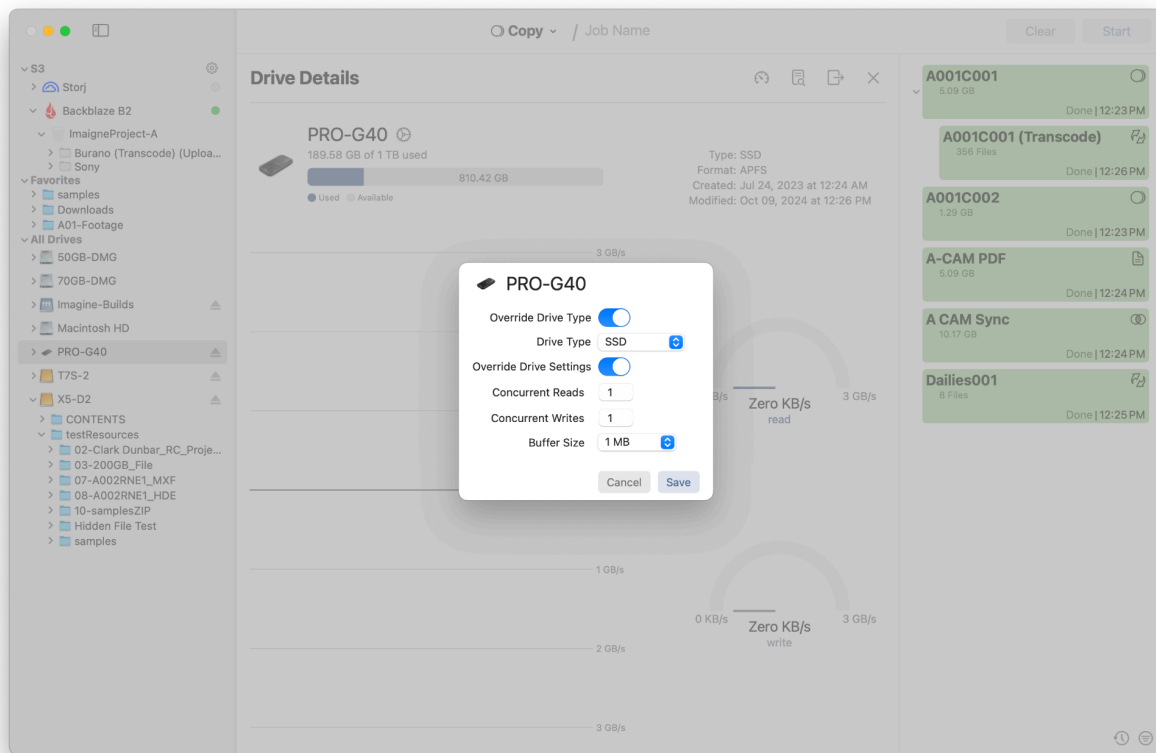 Copy
/ Job Name
Clear
Start
S3
Storj
Backblaze B2
ImaigneProject-A
Burano (Transcode) (Uploa...
Sony
Favorites
samples
Downloads
A01-Footage
All Drives
50GB-DMG
70GB-DMG
Imagine-Builds
Macintosh HD
PRO-G40
T7S-2
X5-D2
CONTENTS
testResources
02-Clark Dunbar_RC_Proje...
03-200GB_File
07-A002RNE1_MXF
08-A002RNE1_HDE
10-samplesZIP
Hidden File Test
samples
Drive Details
PRO-G40
189.58 GB of 1 TB used
810.42 GB
Used
Available
Type: SSD
Format: APFS
Created: Jul 24, 2023 at 12:24 AM
Modified: Oct 09, 2024 at 12:26 PM
3 GB/s
PRO-G40
Override Drive Type
Drive Type SSD
Override Drive Settings
Concurrent Reads 1
Concurrent Writes 1
Buffer Size 1 MB
Cancel
Save
B/s
Zero KB/s
3 GB/s
read
1 GB/s
0 KB/s
Zero KB/s
3 GB/s
write
2 GB/s
3 GB/s
A001C001
5.09 GB
Done | 12:23 PM
A001C001 (Transcode)
356 Files
Done | 12:26 PM
A001C002
1.29 GB
Done | 12:23 PM
A-CAM PDF
5.09 GB
Done | 12:24 PM
A CAM Sync
10.17 GB
Done | 12:24 PM
Dailies001
8 Files
Done | 12:25 PM